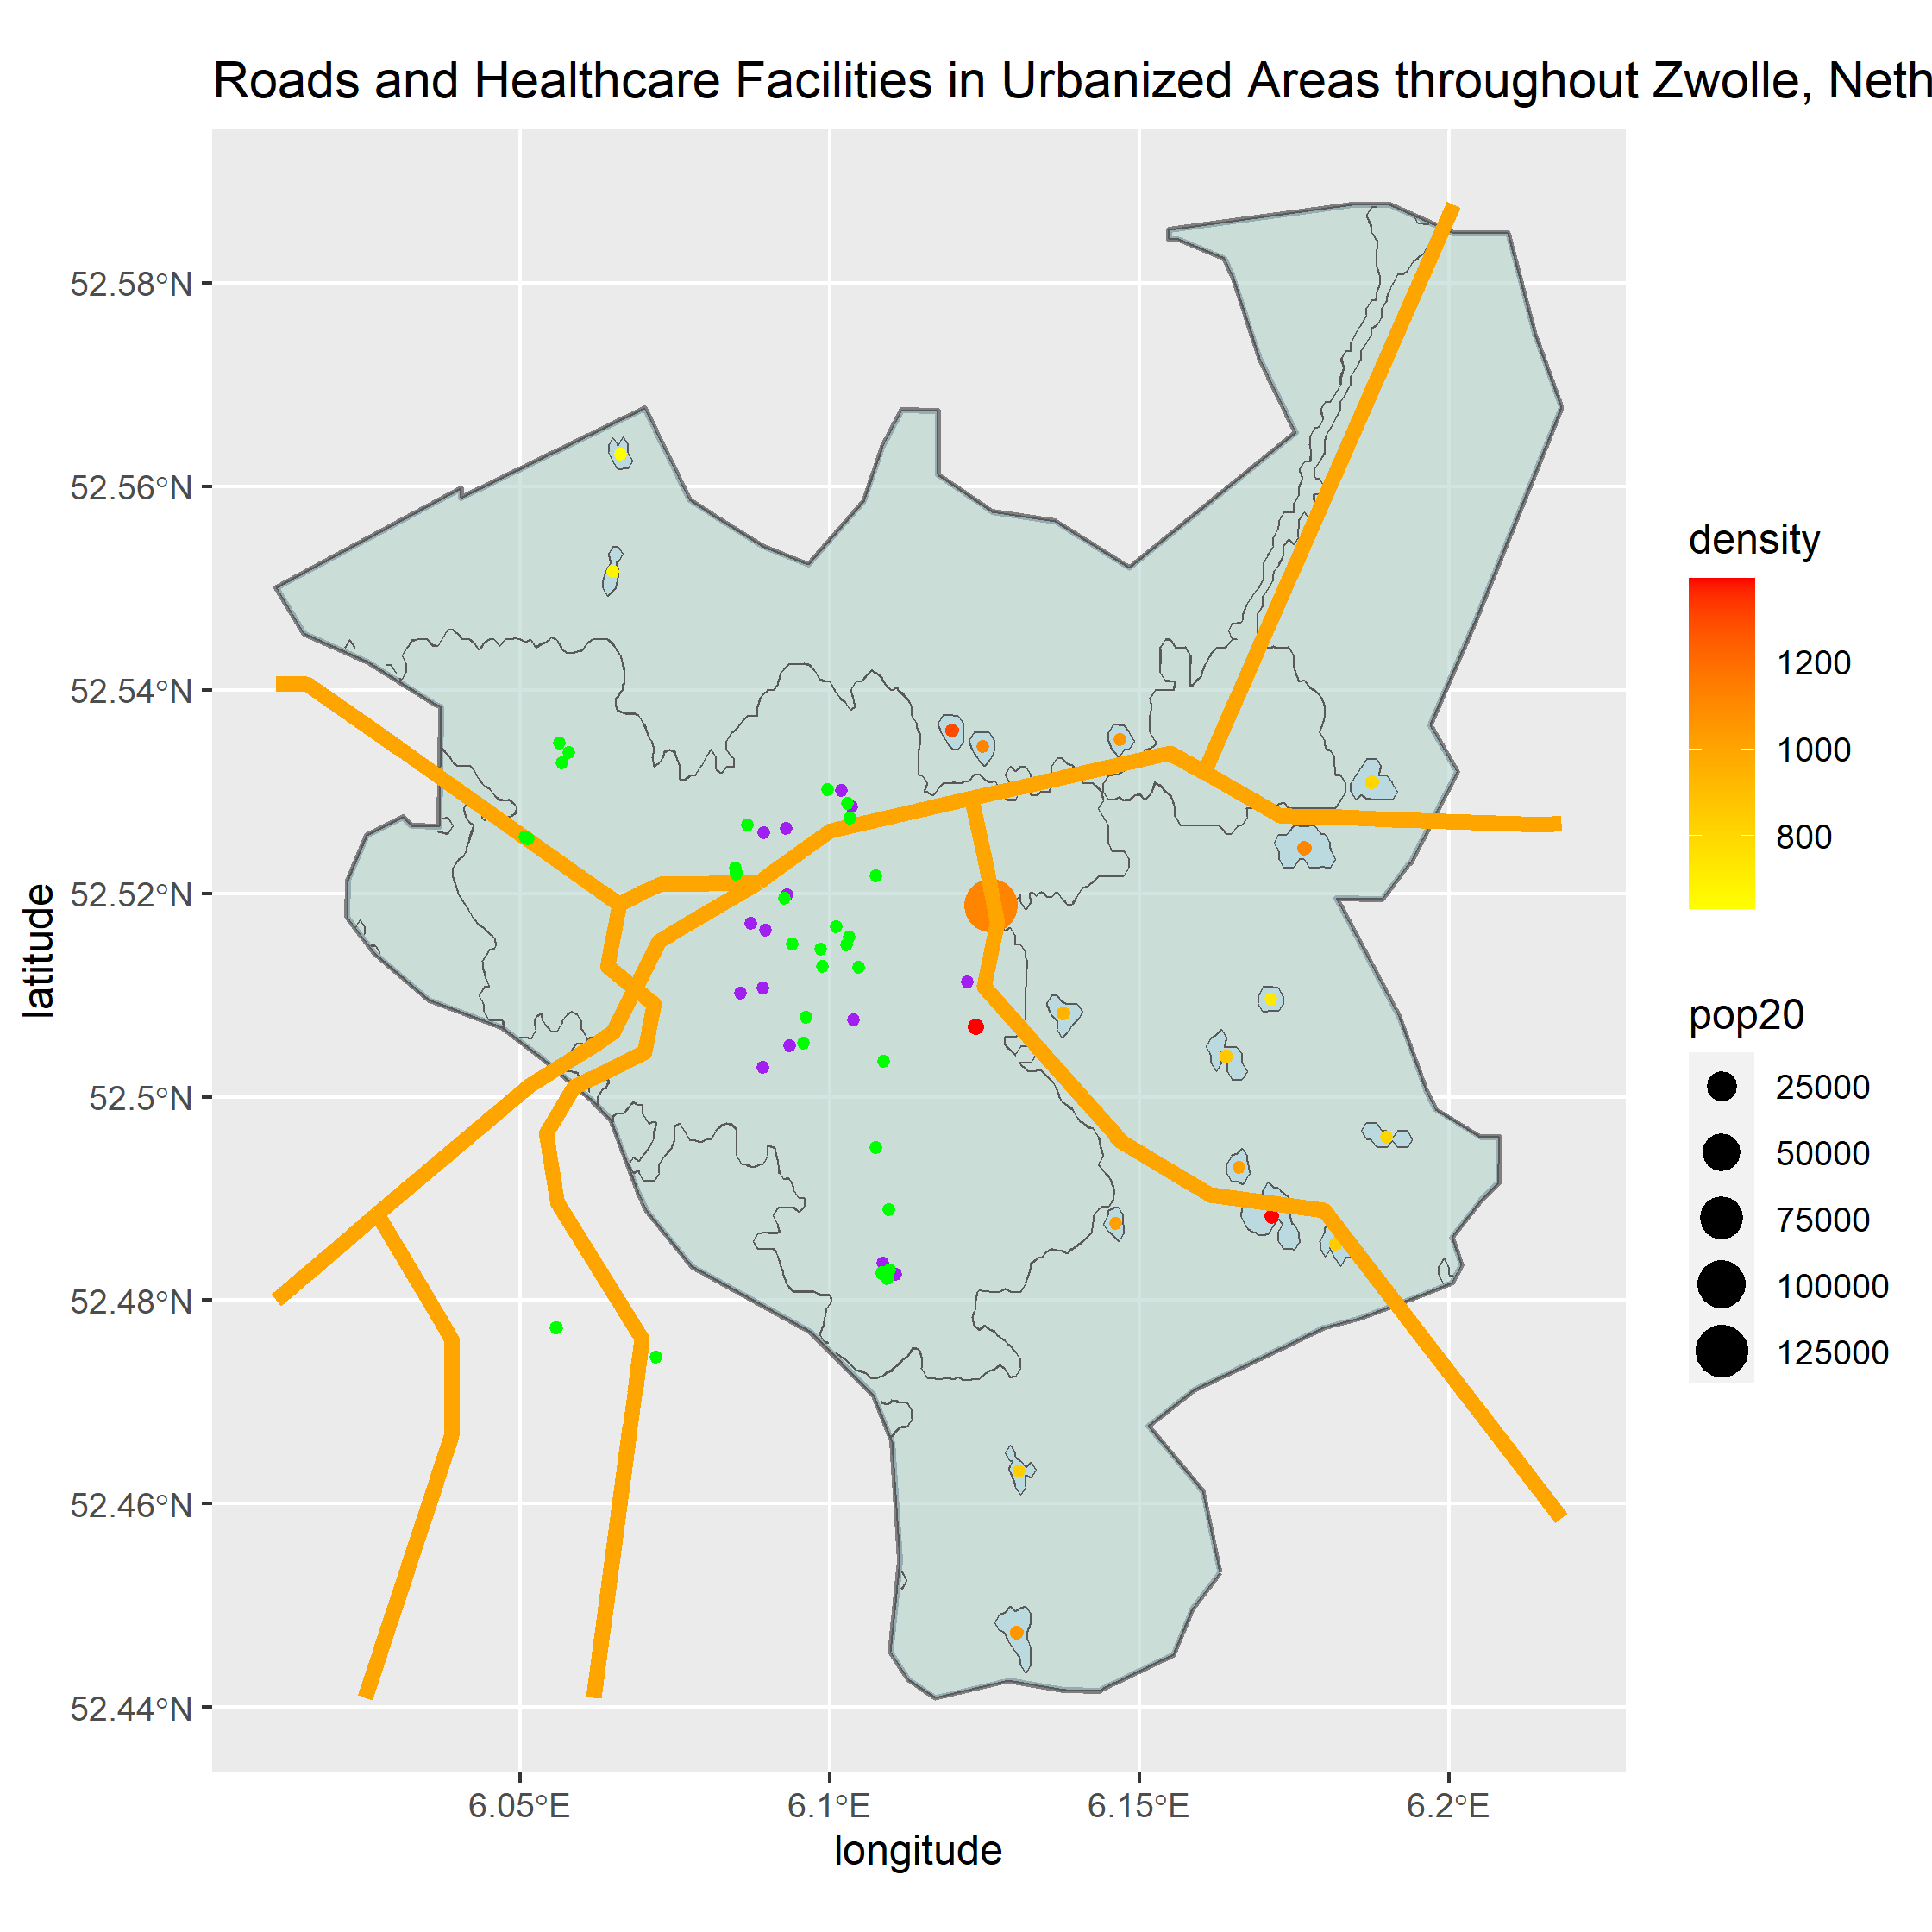 Roads and Healthcare Facilities in Urbanized Areas throughout Zwolle, Neth
52.58°N
52.56°N
52.54°N
52.52°N
52.5°N
52.48°N
52.46°N
52.44°N
latitude
6.05°E
6.1°E
6.15°E
6.2°E
longitude
density
1200
1000
800
pop20
25000
50000
75000
100000
125000